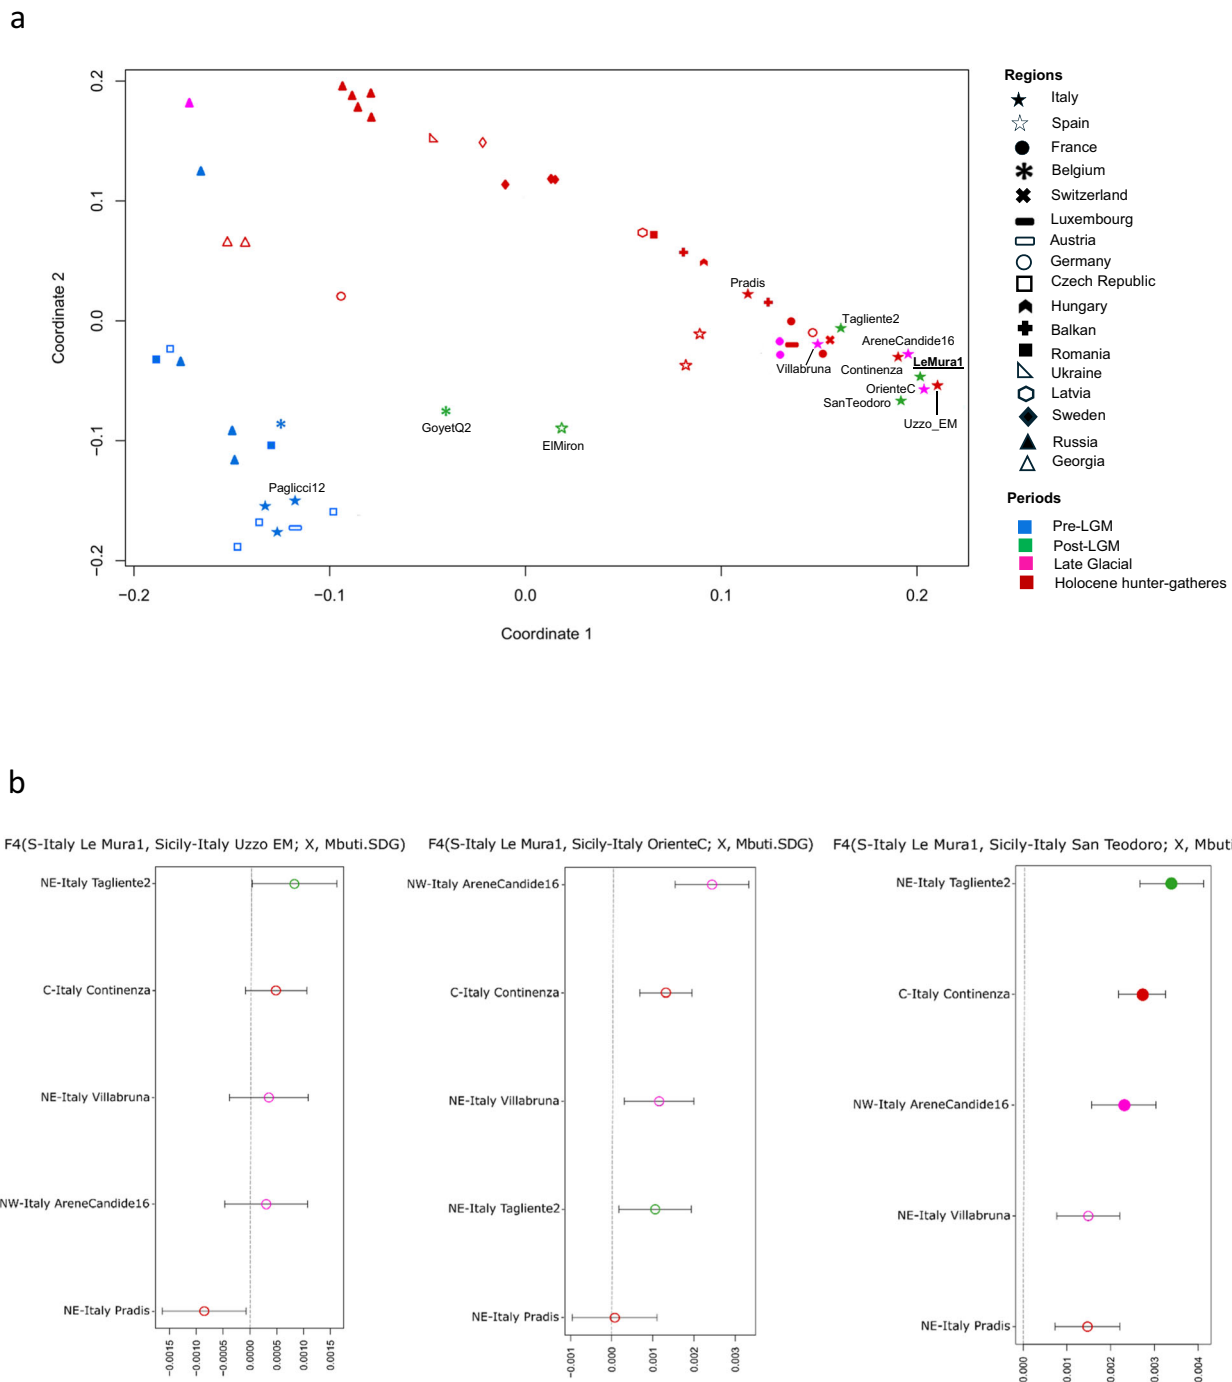 a
Regions
Italy
Spain
France
Belgium
Switzerland
Luxembourg
Austria
Germany
Czech Republic
Hungary
Balkan
Romania
Ukraine
Latvia
Sweden
Russia
Georgia
Periods
Pre-LGM
Post-LGM
Late Glacial
Holocene hunter-gatheres
Coordinate 2
0.2
0.1
0.0
−0.1
−0.2
Pradis
Tagliente2
AreneCandide16
Villabruna
Continenza
LeMura1
OrienteC
SanTeodoro
Uzzo_EM
GoyetQ2
ElMiron
Paglicci12
−0.2
−0.1
0.0
0.1
0.2
Coordinate 1
b
F4(S-Italy Le Mura1, Sicily-Italy Uzzo EM; X, Mbuti.SDG)
NE-Italy Tagliente2
C-Italy Continenza
NE-Italy Villabruna
NW-Italy AreneCandide16
NE-Italy Pradis
-0.0015
-0.0010
-0.0005
0.0000
0.0005
0.0010
0.0015
F4(S-Italy Le Mura1, Sicily-Italy OrienteC; X, Mbuti.SDG)
NW-Italy AreneCandide16
C-Italy Continenza
NE-Italy Villabruna
NE-Italy Tagliente2
NE-Italy Pradis
-0.001
0.000
0.001
0.002
0.003
F4(S-Italy Le Mura1, Sicily-Italy San Teodoro; X, Mbuti
NE-Italy Tagliente2
C-Italy Continenza
NW-Italy AreneCandide16
NE-Italy Villabruna
NE-Italy Pradis
0.000
0.001
0.002
0.003
0.004